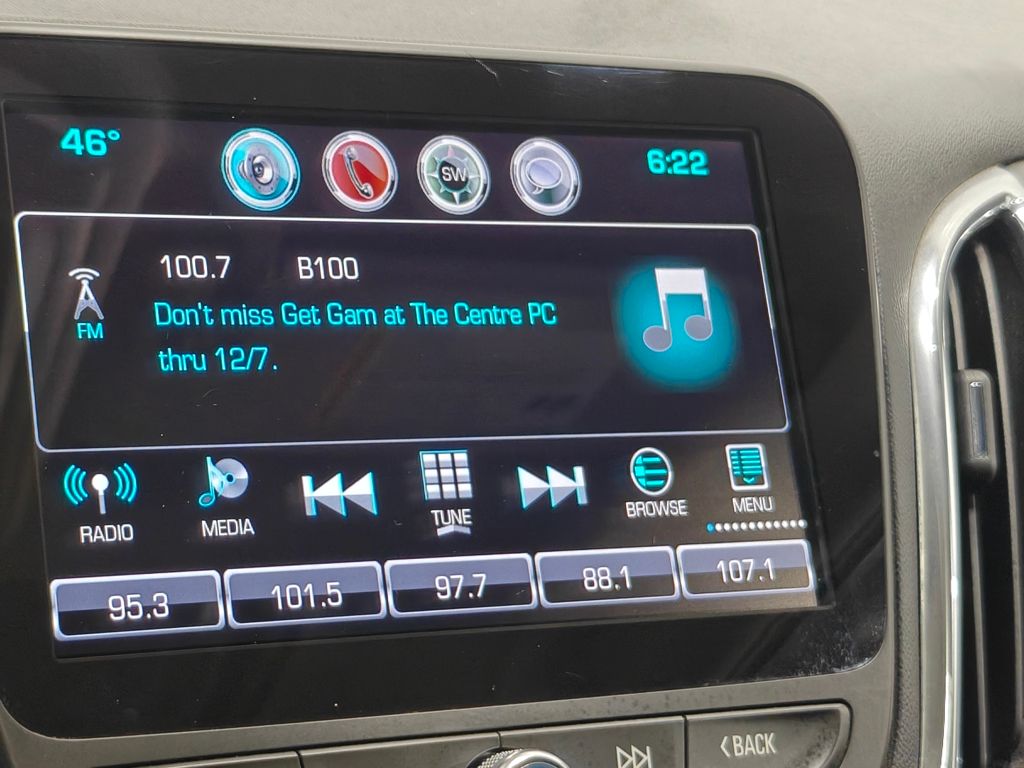 46°
SW
6:22
100.7 B100
FM
Don't miss Get Gam at The Centre PC
thru 12/7.
RADIO
MEDIA
TUNE
BROWSE
MENU
95.3
101.5
97.7
88.1
107.1
<BACK